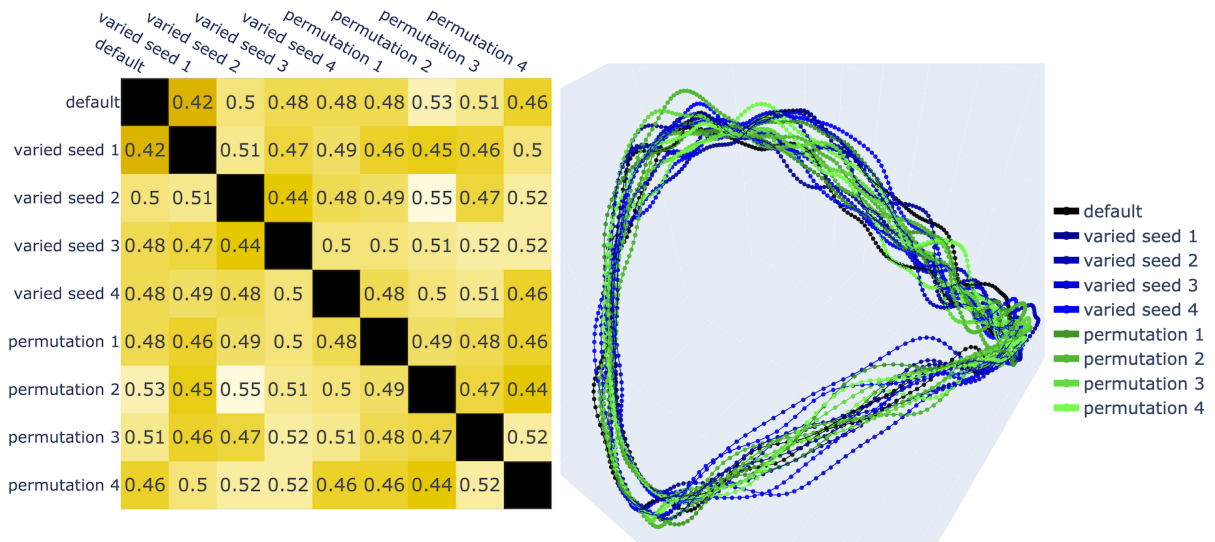 default
varied seed 1
varied seed 2
varied seed 3
varied seed 4
permutation 1
permutation 2
permutation 3
permutation 4
default 0.42 0.5 0.48 0.48 0.48 0.53 0.51 0.46
varied seed 1 0.42 0.51 0.47 0.49 0.46 0.45 0.46 0.5
varied seed 2 0.5 0.51 0.44 0.48 0.49 0.55 0.47 0.52
varied seed 3 0.48 0.47 0.44 0.5 0.5 0.51 0.52 0.52
varied seed 4 0.48 0.49 0.48 0.5 0.48 0.5 0.51 0.46
permutation 1 0.48 0.46 0.49 0.5 0.48 0.49 0.48 0.46
permutation 2 0.53 0.45 0.55 0.51 0.5 0.49 0.47 0.44
permutation 3 0.51 0.46 0.47 0.52 0.51 0.48 0.47 0.52
permutation 4 0.46 0.5 0.52 0.52 0.46 0.46 0.44 0.52
default
varied seed 1
varied seed 2
varied seed 3
varied seed 4
permutation 1
permutation 2
permutation 3
permutation 4